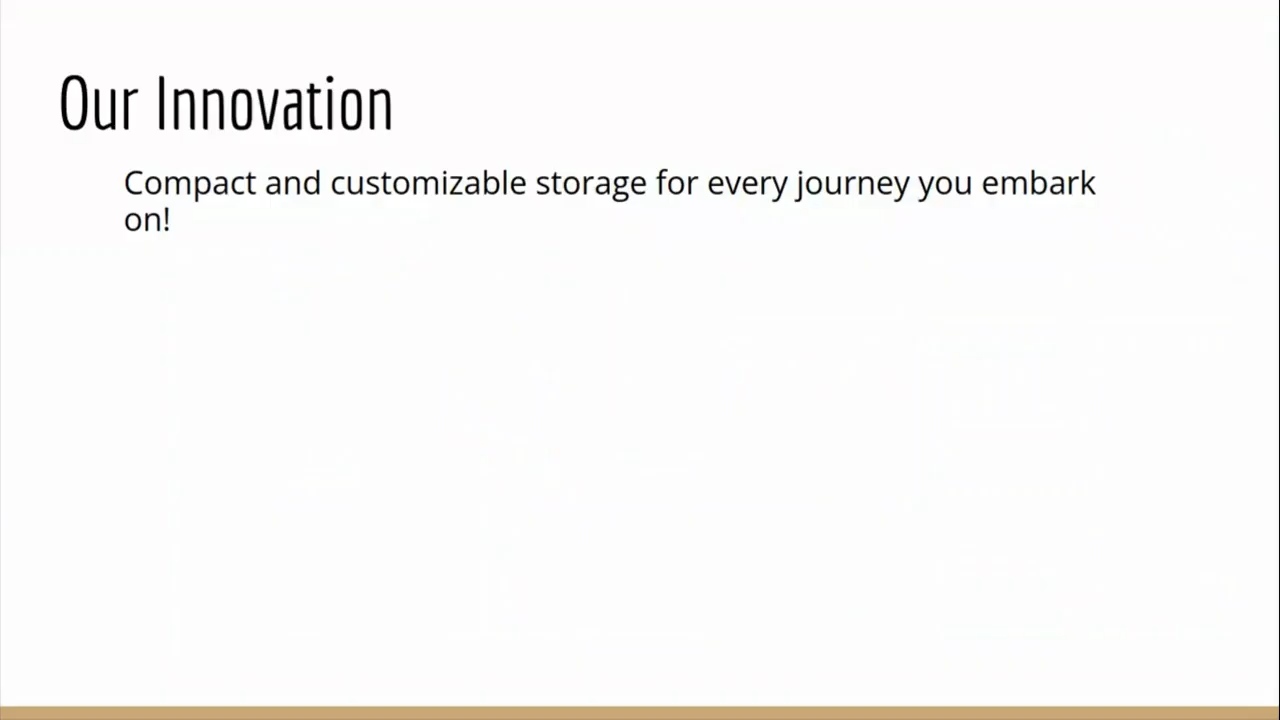 Our Innovation
Compact and customizable storage for every journey you embark
on!